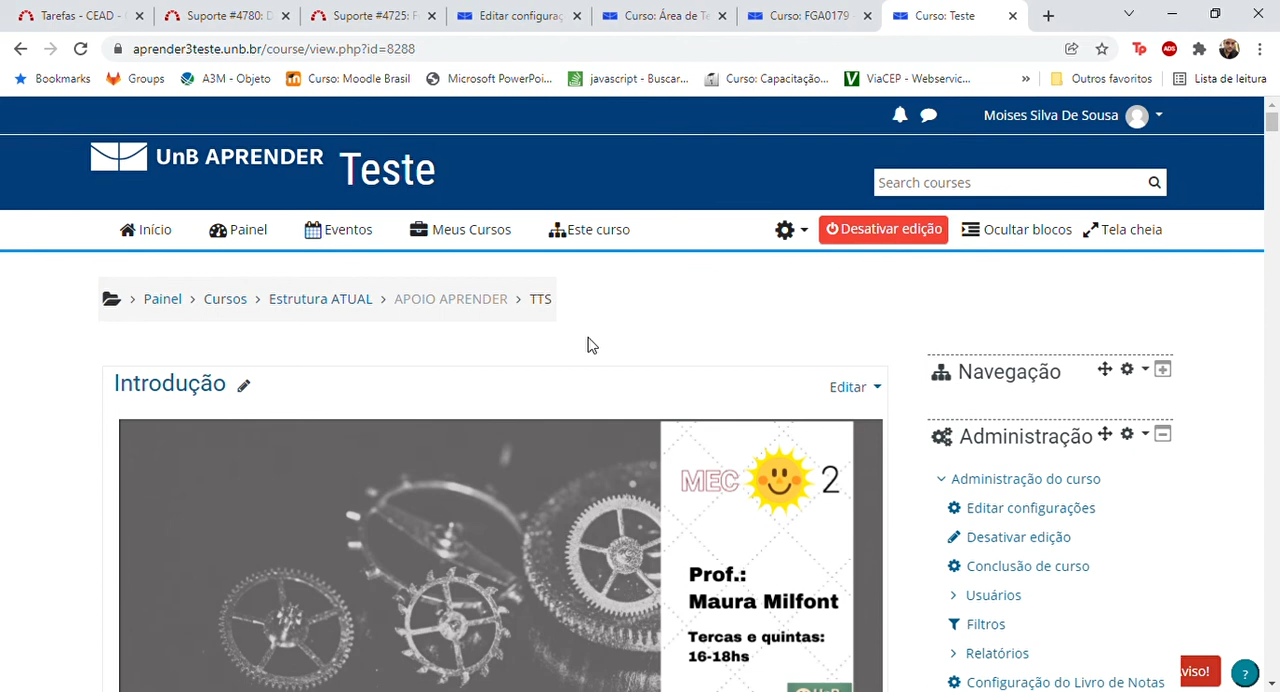 Tarefas - CEAD -
Suporte #4780: D
Suporte #4725: F
Editar configuraç
Curso: Área de Te
Curso: FGA0179 -
Curso: Teste
aprender3teste.unb.br/course/view.php?id=8288
Tp
ADS
Bookmarks
Groups
A3M - Objeto
Curso: Moodle Brasil
Microsoft PowerPoi...
javascript - Buscar...
Curso: Capacitação...
ViaCEP - Webservic...
»
Outros favoritos
Lista de leitura
Moises Silva De Sousa
UnB APRENDER
Teste
Search courses
Início
Painel
Eventos
Meus Cursos
Este curso
Desativar edição
Ocultar blocos
Tela cheia
Painel > Cursos > Estrutura ATUAL > APOIO APRENDER > TTS
Introdução
Editar
Navegação
Administração
MEC 2
Prof.:
Maura Milfont
Tercas e quintas:
16-18hs
UnB
Administração do curso
Editar configurações
Desativar edição
Conclusão de curso
Usuários
Filtros
Relatórios
Configuração do Livro de Notas
viso!
?